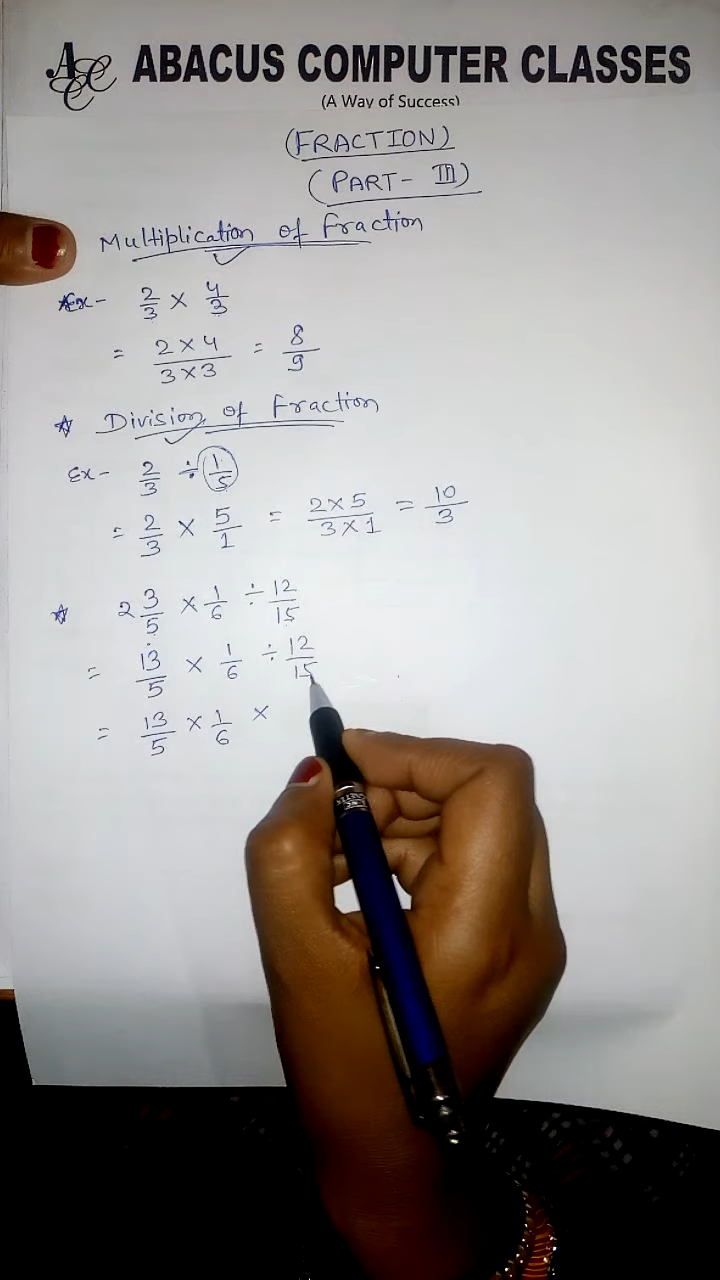 ACC ABACUS COMPUTER CLASSES
(A Way of Success)
(FRACTION)
(PART- III)
Multiplication of Fraction
Ex- 2/3 × 4/3
= 2×4/3×3 = 8/9
☆ Division of Fraction
Ex- 2/3 ÷ 1/5
= 2/3 × 5/1 = 2×5/3×1 = 10/3
☆ 2 3/5 × 1/6 ÷ 12/15
= 13/5 × 1/6 ÷ 12/15
= 13/5 × 1/6 ×